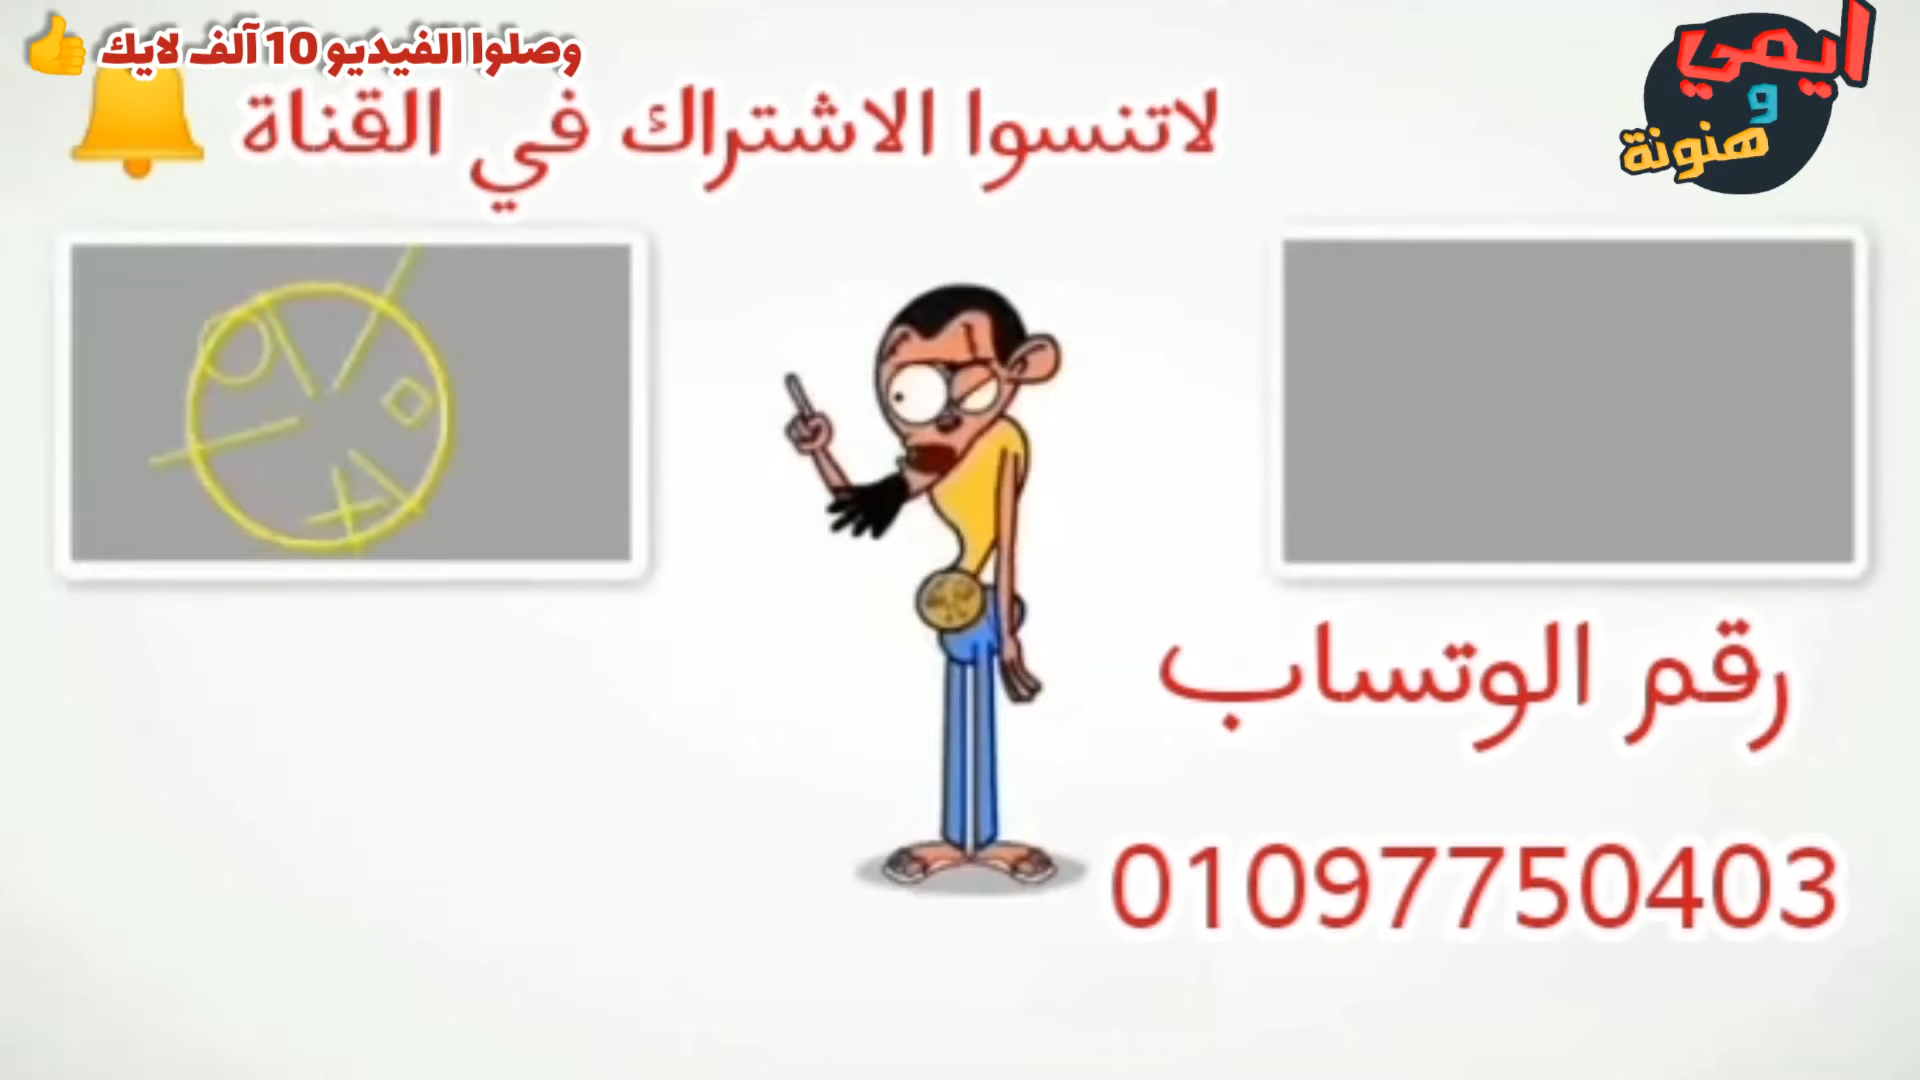 وصلوا الفيديو 10 آلف لايك
ايمي
و
هنونة
لاتنسوا الاشتراك في القناة
رقم الوتساب
01097750403